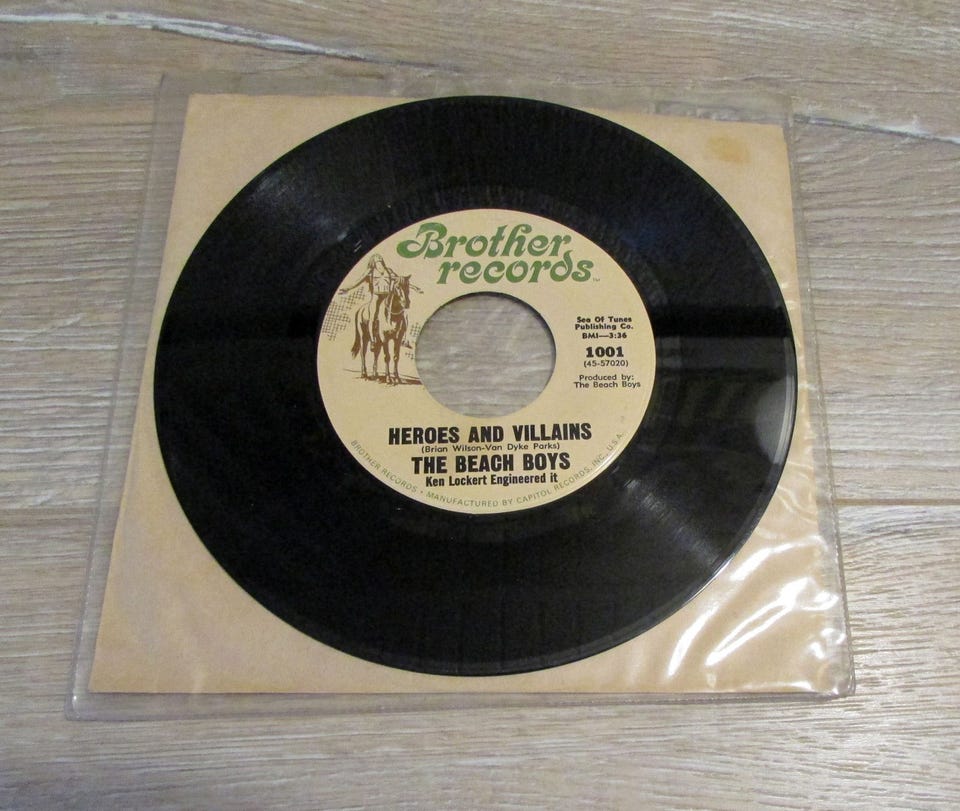 Brother
records™
Sea Of Tunes
Publishing Co.
BMI—3:36
1001
(45-57020)
Produced by:
The Beach Boys
HEROES AND VILLAINS
(Brian Wilson-Van Dyke Parks)
THE BEACH BOYS
Ken Lockert Engineered it
BROTHER RECORDS • MANUFACTURED BY CAPITOL RECORDS, INC., U.S.A.